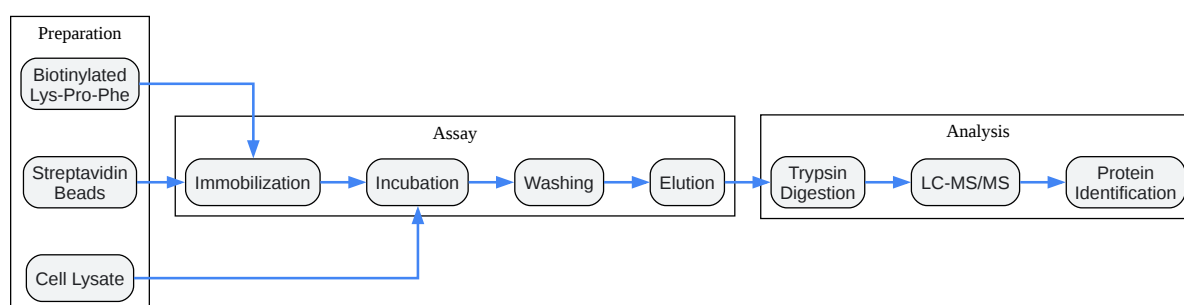 Preparation
Biotinylated
Lys-Pro-Phe
Streptavidin
Beads
Cell Lysate
Assay
Immobilization
Incubation
Washing
Elution
Analysis
Trypsin
Digestion
LC-MS/MS
Protein
Identification